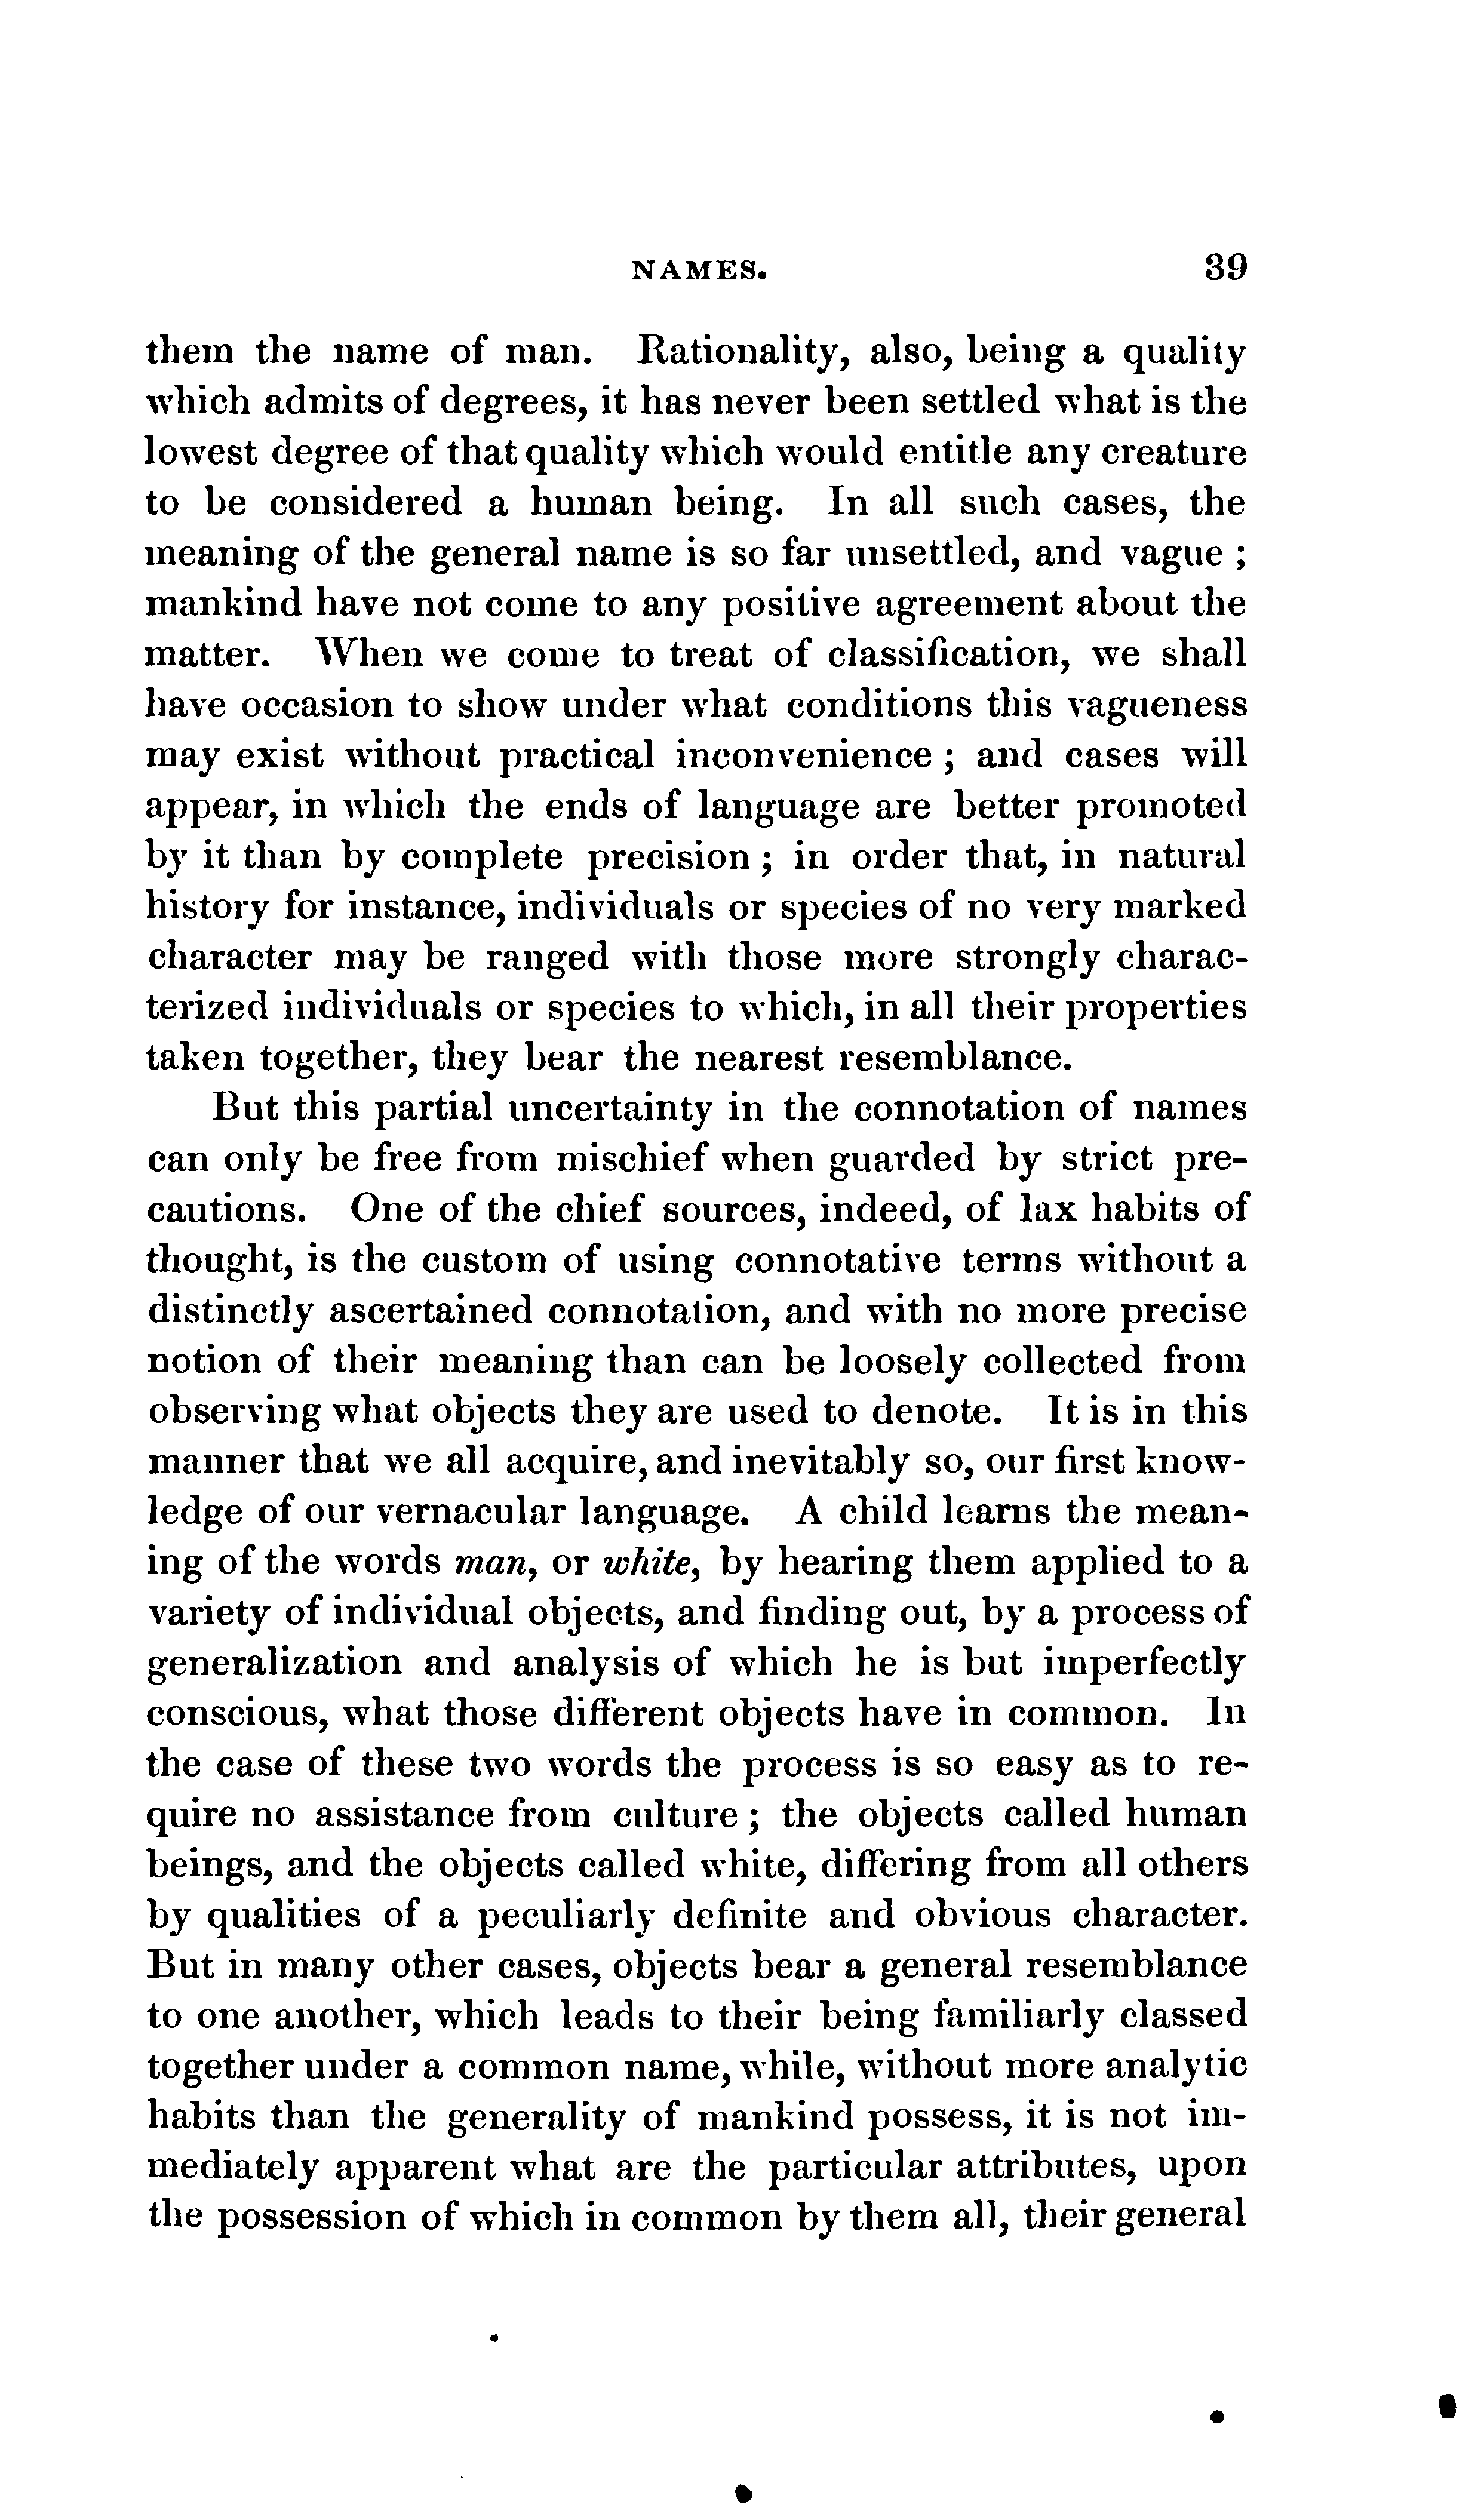 NAMES. 39
them the name of man. Rationality, also, being a quality
which admits of degrees, it has never been settled what is the
lowest degree of that quality which would entitle any creature
to be considered a human being. In all such cases, the
meaning of the general name is so far unsettled, and vague ;
mankind have not come to any positive agreement about the
matter. When we come to treat of classification, we shall
have occasion to show under what conditions this vagueness
may exist without practical inconvenience ; and cases will
appear, in which the ends of language are better promoted
by it than by complete precision ; in order that, in natural
history for instance, individuals or species of no very marked
character may be ranged with those more strongly charac-
terized individuals or species to which, in all their properties
taken together, they bear the nearest resemblance.
But this partial uncertainty in the connotation of names
can only be free from mischief when guarded by strict pre-
cautions. One of the chief sources, indeed, of lax habits of
thought, is the custom of using connotative terms without a
distinctly ascertained connotation, and with no more precise
notion of their meaning than can be loosely collected from
observing what objects they are used to denote. It is in this
manner that we all acquire, and inevitably so, our first know-
ledge of our vernacular language. A child learns the mean-
ing of the words man, or white, by hearing them applied to a
variety of individual objects, and finding out, by a process of
generalization and analysis of which he is but imperfectly
conscious, what those different objects have in common. In
the case of these two words the process is so easy as to re-
quire no assistance from culture ; the objects called human
beings, and the objects called white, differing from all others
by qualities of a peculiarly definite and obvious character.
But in many other cases, objects bear a general resemblance
to one another, which leads to their being familiarly classed
together under a common name, while, without more analytic
habits than the generality of mankind possess, it is not im-
mediately apparent what are the particular attributes, upon
the possession of which in common by them all, their general